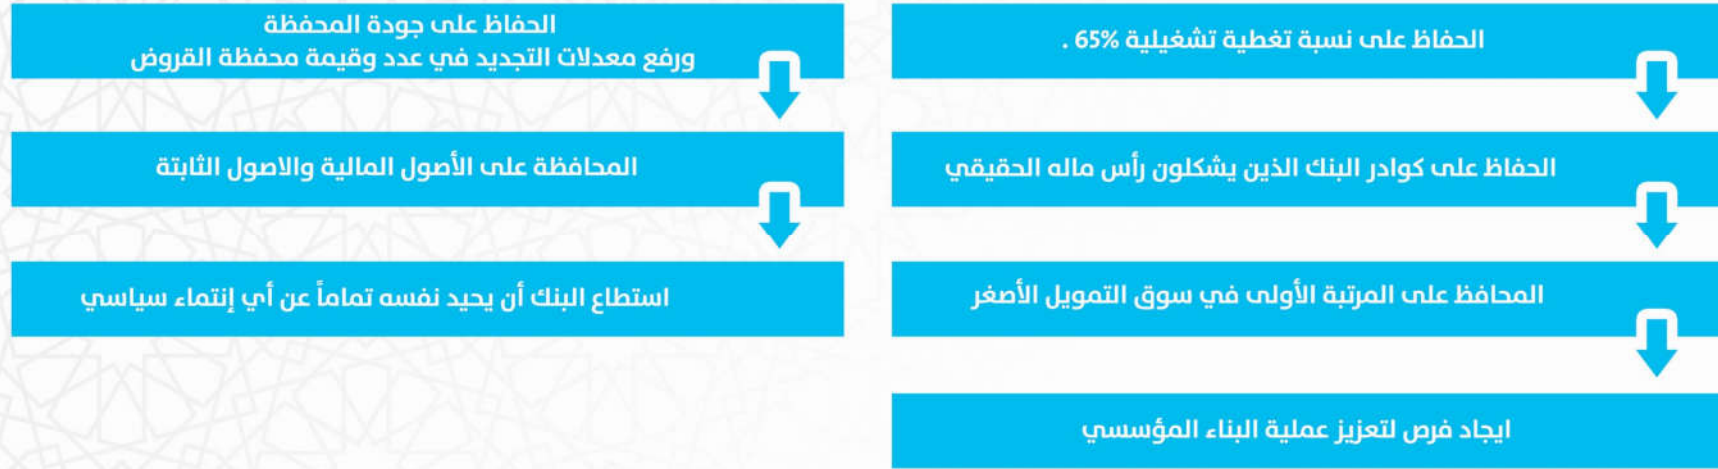 الحفاظ على نسبة تغطية تشغيلية 65% .
الحفاظ على كوادر البنك الذين يشكلون رأس ماله الحقيقي
المحافظ على المرتبة الأولى في سوق التمويل الأصغر
ايجاد فرص لتعزيز عملية البناء المؤسسي
الحفاظ على جودة المحفظة
ورفع معدلات التجديد في عدد وقيمة محفظة القروض
المحافظة على الأصول المالية والاصول الثابتة
استطاع البنك أن يحيد نفسه تماماً عن أي إنتماء سياسي